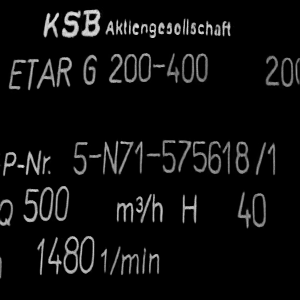 KSB Aktiengesellschaft
ETAR G 200-400 200
P-Nr. 5-N71-575618/1
Q 500 m³/h H 40
1480 1/min